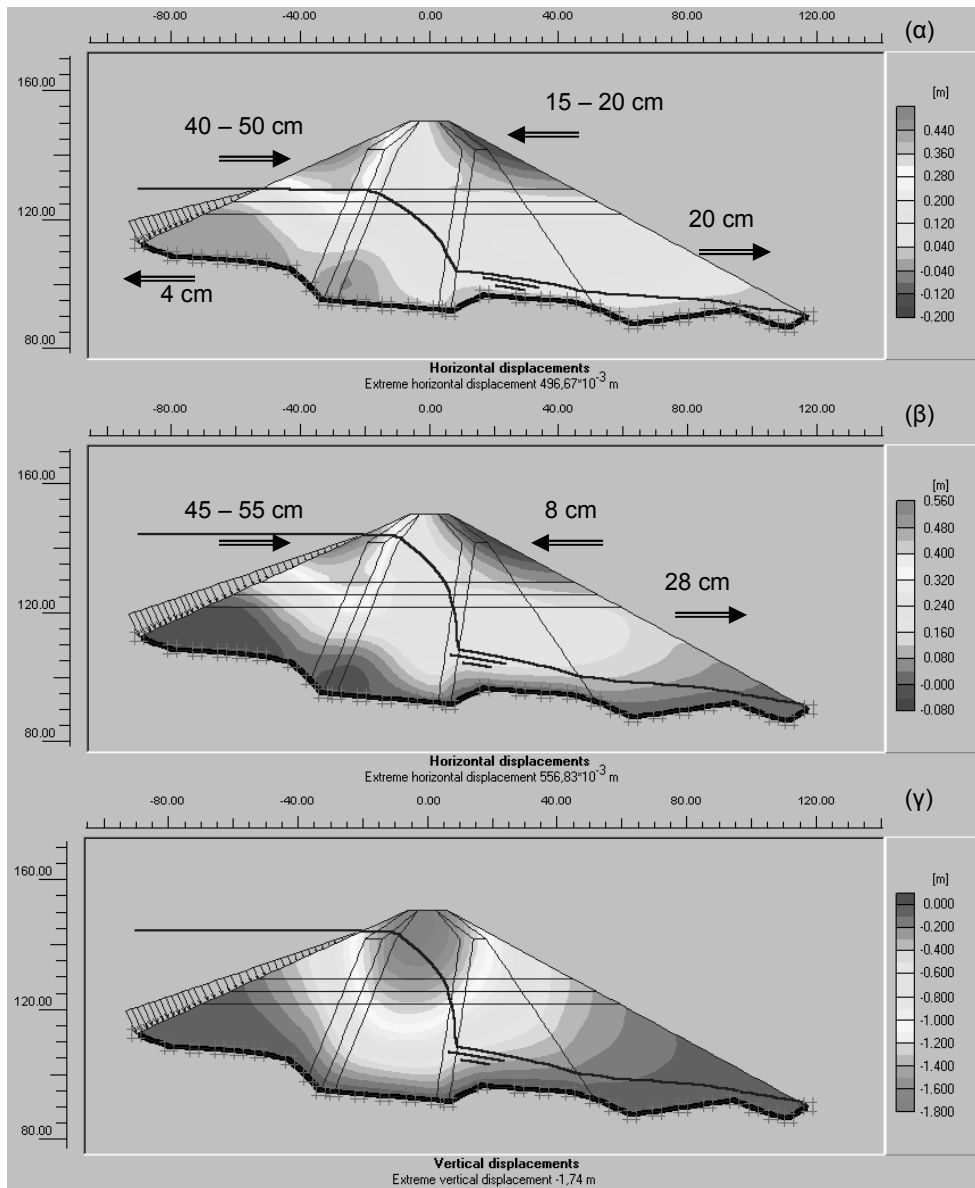 -80.00 -40.00 0.00 40.00 80.00 120.00
(α)
160.00
120.00
80.00
40 – 50 cm
15 – 20 cm
20 cm
4 cm
[m]
0.440
0.360
0.280
0.200
0.120
0.040
-0.040
-0.120
-0.200
Horizontal displacements
Extreme horizontal displacement 496,67*10-3 m
-80.00 -40.00 0.00 40.00 80.00 120.00
(β)
160.00
120.00
80.00
45 – 55 cm
8 cm
28 cm
[m]
0.560
0.480
0.400
0.320
0.240
0.160
0.080
-0.000
-0.080
Horizontal displacements
Extreme horizontal displacement 556,83*10-3 m
-80.00 -40.00 0.00 40.00 80.00 120.00
(γ)
160.00
120.00
80.00
[m]
0.000
-0.200
-0.400
-0.600
-0.800
-1.000
-1.200
-1.400
-1.600
-1.800
Vertical displacements
Extreme vertical displacement -1,74 m